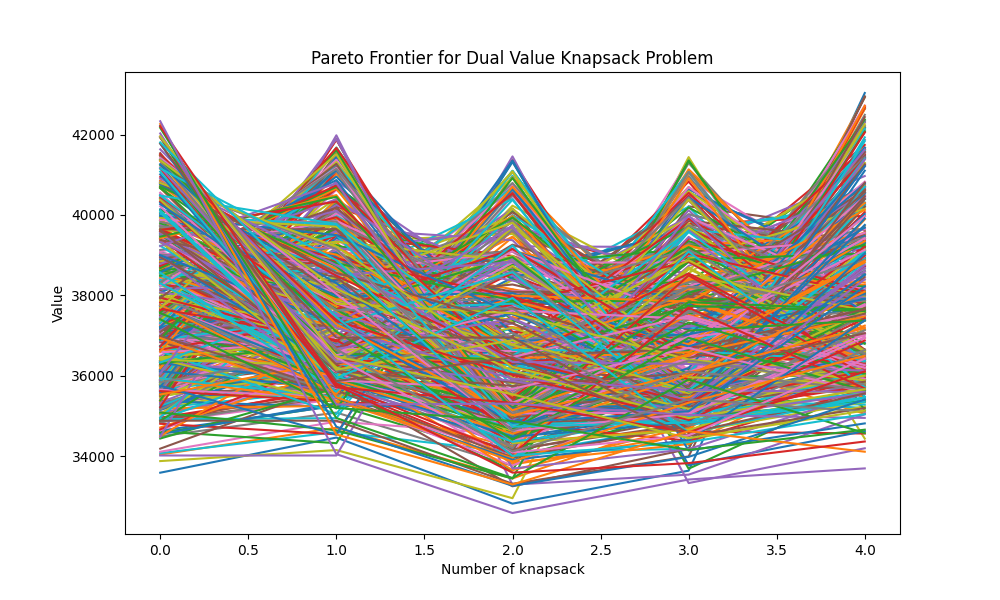 Pareto Frontier for Dual Value Knapsack Problem
Value
42000
40000
38000
36000
34000
0.0 0.5 1.0 1.5 2.0 2.5 3.0 3.5 4.0
Number of knapsack